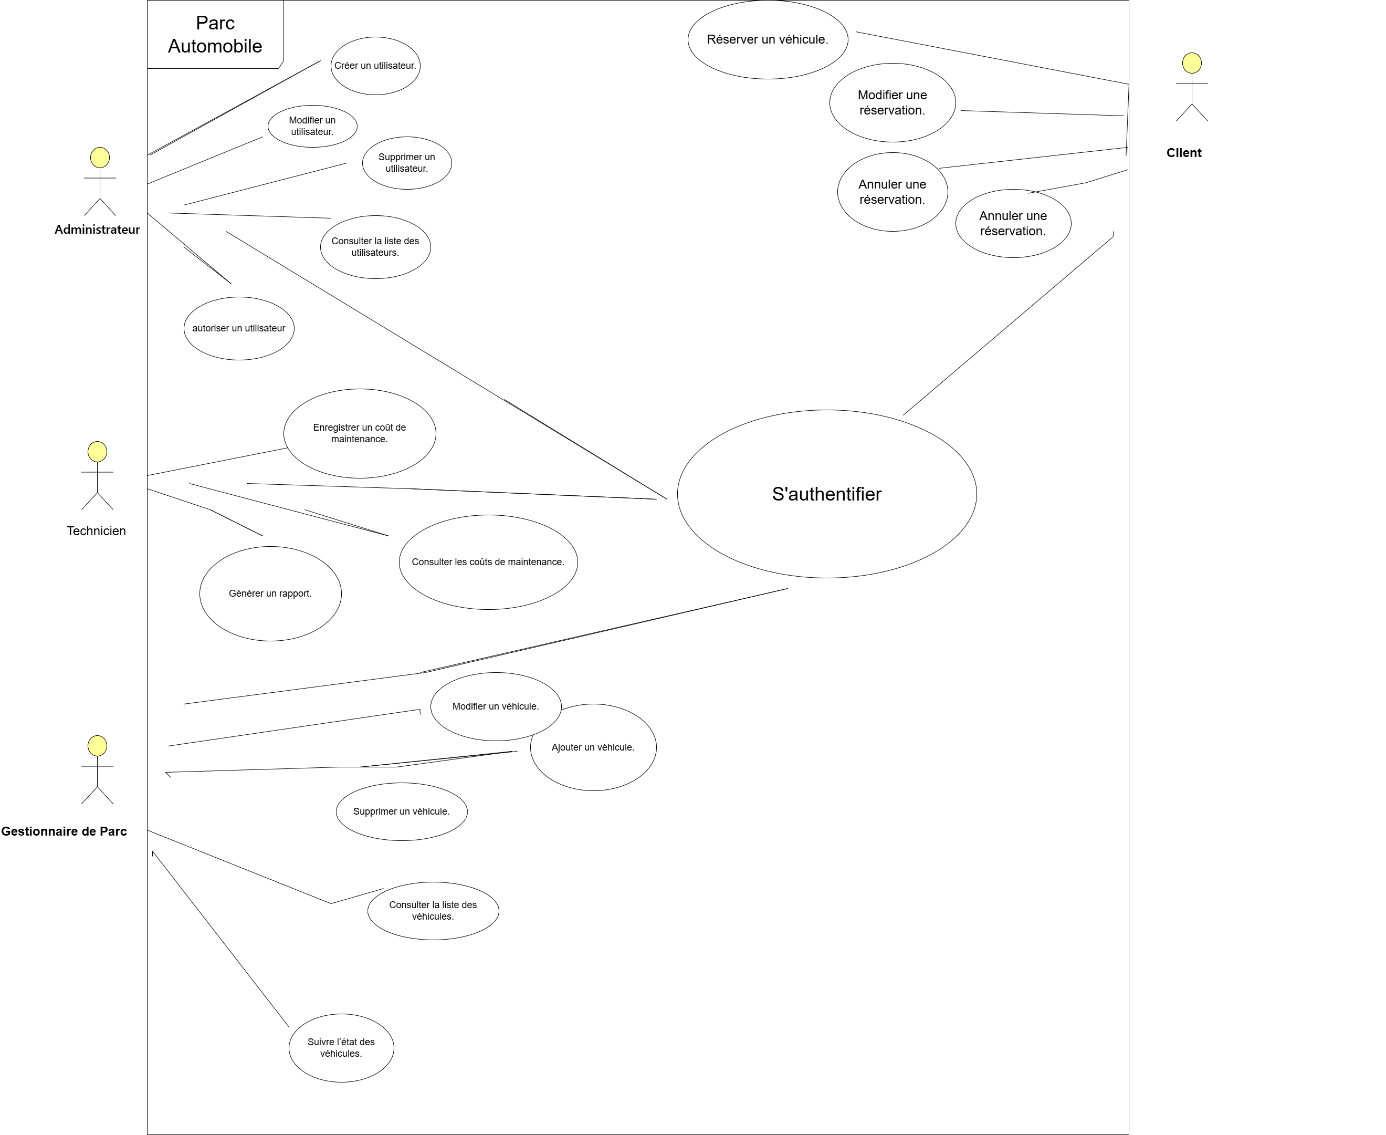 Parc
Automobile
Créer un utilisateur.
Modifier un
utilisateur.
Supprimer un
utilisateur.
Consulter la liste des
utilisateurs.
autoriser un utilisateur
Administrateur
Réserver un véhicule.
Modifier une
réservation.
Annuler une
réservation.
Annuler une
réservation.
Client
Enregistrer un coût de
maintenance.
S'authentifier
Technicien
Consulter les coûts de maintenance.
Générer un rapport.
Modifier un véhicule.
Ajouter un véhicule.
Supprimer un véhicule.
Gestionnaire de Parc
Consulter la liste des
véhicules.
Suivre l'état des
véhicules.